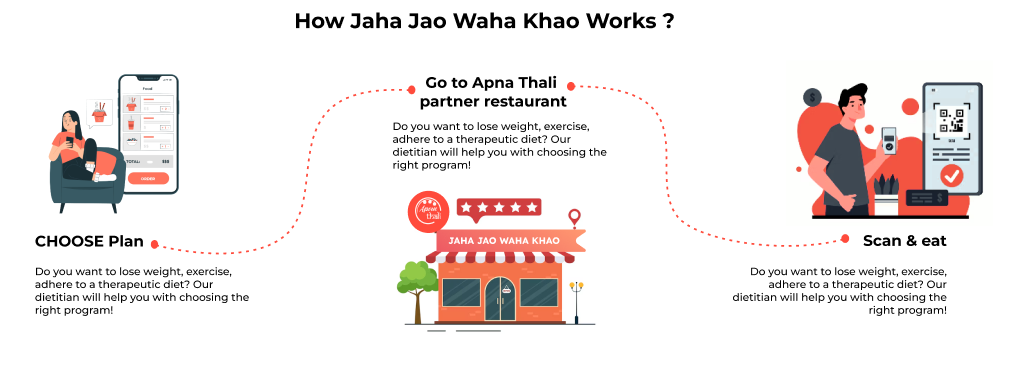 How Jaha Jao Waha Khao Works ?
Food
TOTAL:
$88
ORDER
CHOOSE Plan
Do you want to lose weight, exercise,
adhere to a therapeutic diet? Our
dietitian will help you with choosing the
right program!
Go to Apna Thali
partner restaurant
Do you want to lose weight, exercise,
adhere to a therapeutic diet? Our
dietitian will help you with choosing the
right program!
thali
JAHA JAO WAHA KHAO
Scan & eat
Do you want to lose weight, exercise,
adhere to a therapeutic diet? Our
dietitian will help you with choosing the
right program!